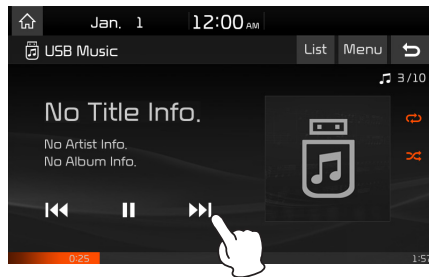 Jan. 1 12:00 AM
USB Music List Menu
3/10
No Title Info.
No Artist Info.
No Album Info.
0:25 1:57